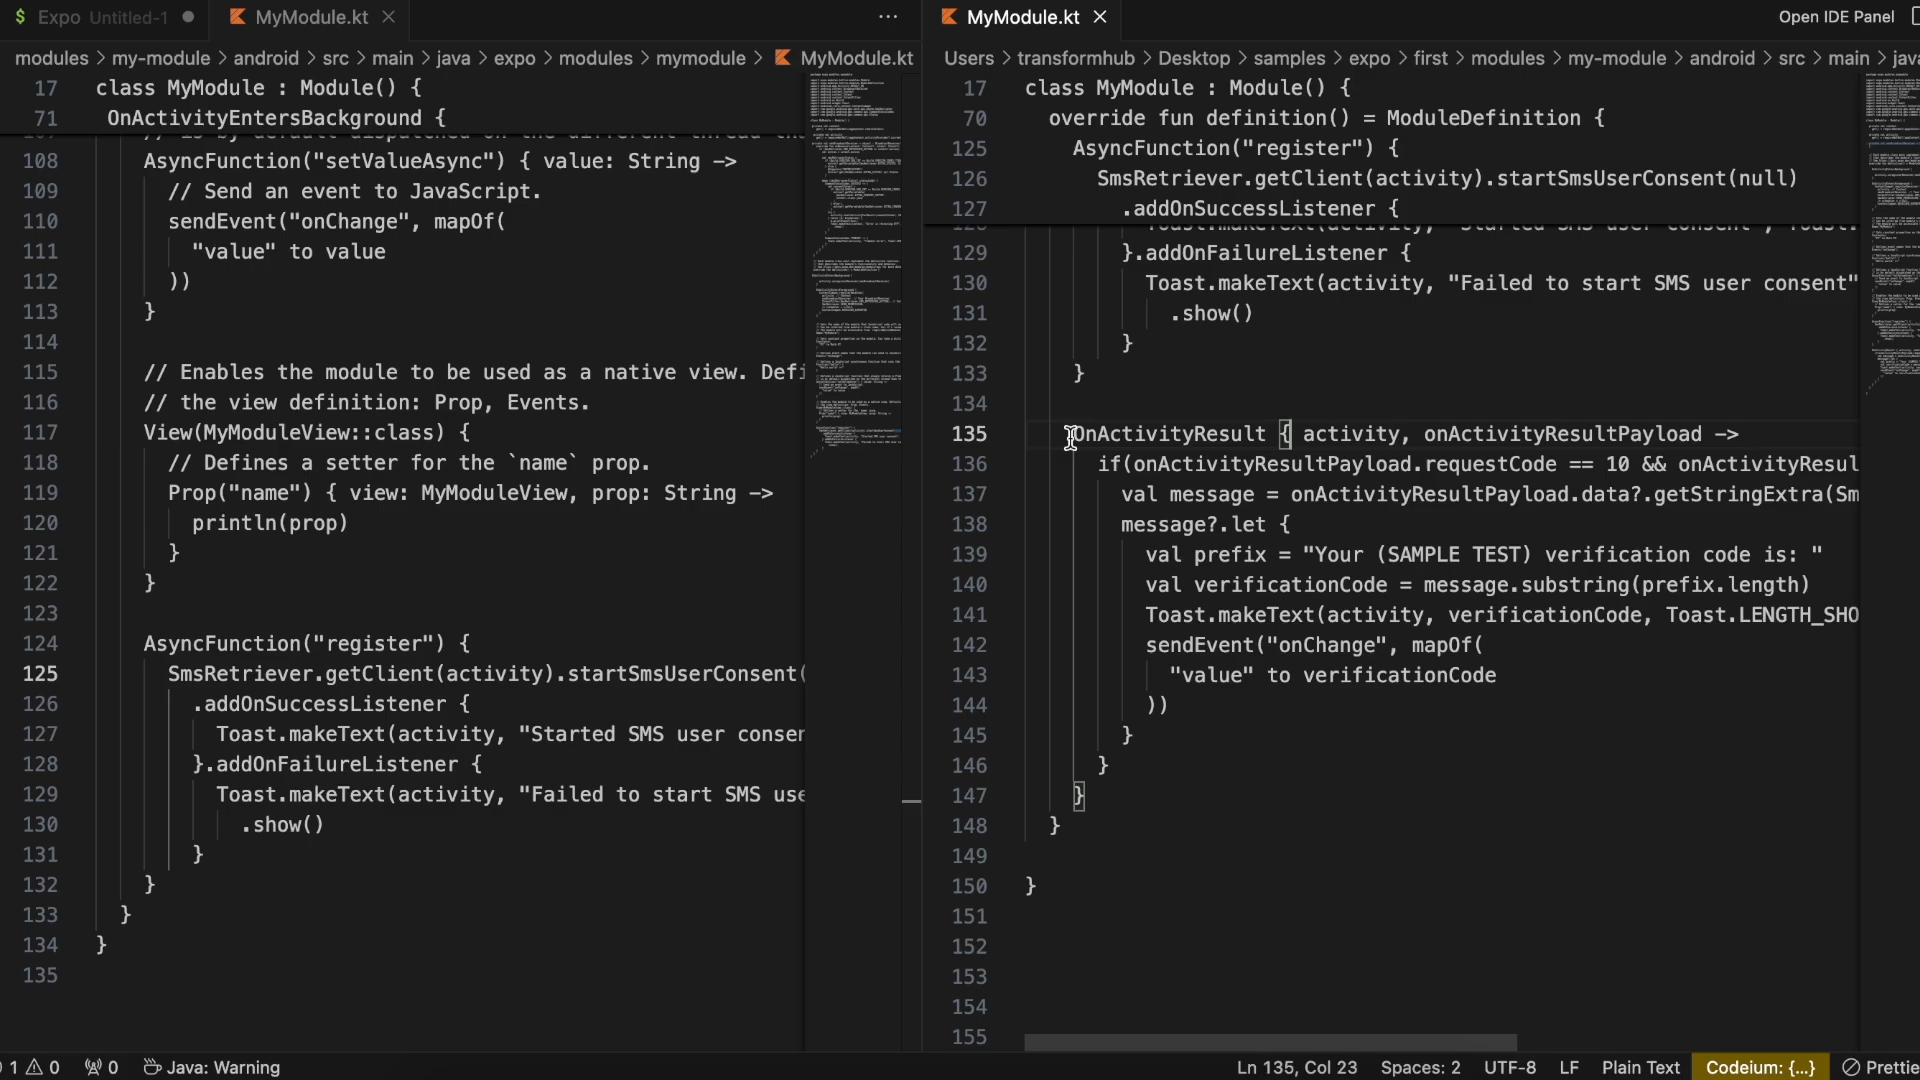 $ Expo Untitled-1
MyModule.kt
modules > my-module > android > src > main > java > expo > modules > mymodule > MyModule.kt
17 class MyModule : Module() {
71 OnActivityEntersBackground {
108 AsyncFunction("setValueAsync") { value: String ->
109 // Send an event to JavaScript.
110 sendEvent("onChange", mapOf(
111 "value" to value
112 ))
113 }
114
115 // Enables the module to be used as a native view. Defi
116 // the view definition: Prop, Events.
117 View(MyModuleView::class) {
118 // Defines a setter for the `name` prop.
119 Prop("name") { view: MyModuleView, prop: String ->
120 println(prop)
121 }
122 }
123
124 AsyncFunction("register") {
125 SmsRetriever.getClient(activity).startSmsUserConsent(
126 .addOnSuccessListener {
127 Toast.makeText(activity, "Started SMS user consen
128 }.addOnFailureListener {
129 Toast.makeText(activity, "Failed to start SMS use
130 .show()
131 }
132 }
133 }
134 }
135
MyModule.kt
Open IDE Panel
Users > transformhub > Desktop > samples > expo > first > modules > my-module > android > src > main > java
17 class MyModule : Module() {
70 override fun definition() = ModuleDefinition {
125 AsyncFunction("register") {
126 SmsRetriever.getClient(activity).startSmsUserConsent(null)
127 .addOnSuccessListener {
128 Toast.makeText(activity, "Started SMS user consent", Toast.
129 }.addOnFailureListener {
130 Toast.makeText(activity, "Failed to start SMS user consent"
131 .show()
132 }
133 }
134
135 OnActivityResult { activity, onActivityResultPayload ->
136 if(onActivityResultPayload.requestCode == 10 && onActivityResul
137 val message = onActivityResultPayload.data?.getStringExtra(Sm
138 message?.let {
139 val prefix = "Your (SAMPLE TEST) verification code is: "
140 val verificationCode = message.substring(prefix.length)
141 Toast.makeText(activity, verificationCode, Toast.LENGTH_SHO
142 sendEvent("onChange", mapOf(
143 "value" to verificationCode
144 ))
145 }
146 }
147 }
148 }
149
150 }
151
152
153
154
155
1 0 0 Java: Warning
Ln 135, Col 23 Spaces: 2 UTF-8 LF Plain Text Codeium: {...} Prettie